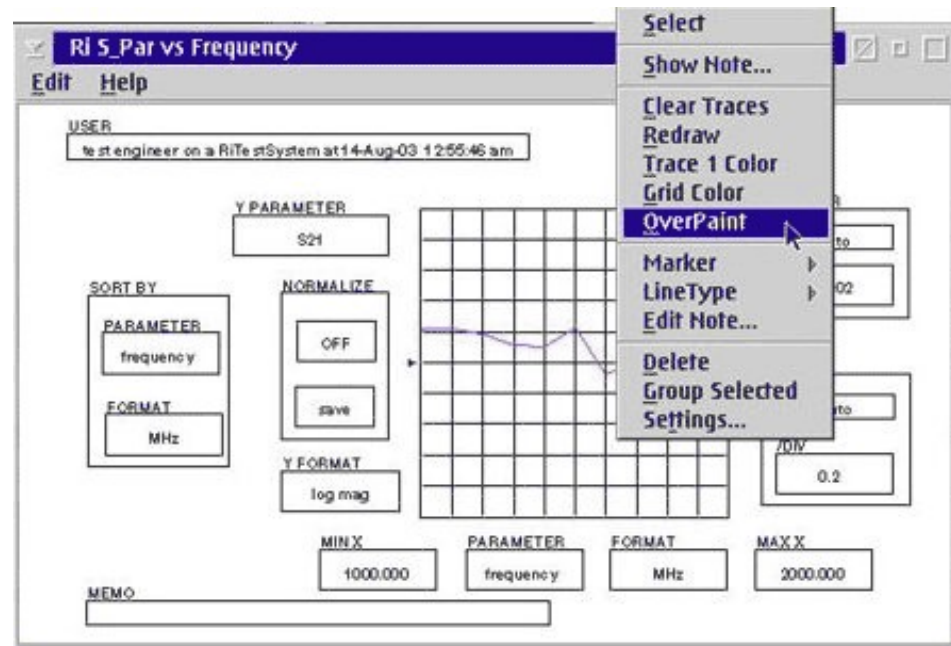 Ri S_Par vs Frequency
Edit Help
USER
test engineer on a RiTestSystem at 14-Aug-03 12:55:46 am
Y PARAMETER
S21
SORT BY
PARAMETER
frequency
FORMAT
MHz
NORMALIZE
OFF
save
Y FORMAT
log mag
Select
Show Note...
Clear Traces
Redraw
Trace 1 Color
Grid Color
OverPaint
Marker
LineType
Edit Note...
Delete
Group Selected
Settings...
/DIV
0.2
MIN X
1000.000
PARAMETER
frequency
FORMAT
MHz
MAX X
2000.000
MEMO